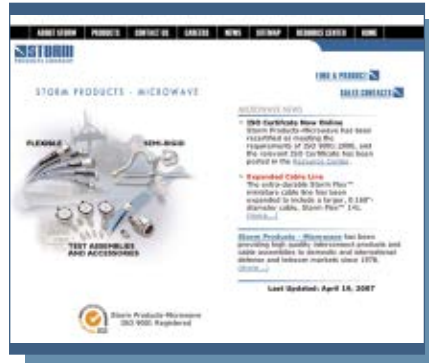 ABOUT STORM PRODUCTS CONTACT US CAREERS NEWS SITEMAP RESOURCE CENTER HOME
STORM
PRODUCTS COMPANY
FIND A PRODUCT
STORM PRODUCTS - MICROWAVE
SALES CONTACTS
MICROWAVE NEWS
ISO Certificate Now Online
Storm Products-Microwave has been
recertified as meeting the
requirements of ISO 9001:2000, and
the relevant ISO Certificate has been
posted in the Resource Center.
FLEXIBLE
SEMI-RIGID
Expanded Cable Line
The extra-durable Storm Flex™
miniature cable line has been
expanded to include a larger, 0.160"-
diameter cable, Storm Flex™ 141.
(more...)
TEST ASSEMBLIES
AND ACCESSORIES
Storm Products - Microwave has been
providing high quality interconnect products and
cable assemblies to domestic and international
defense and telecom markets since 1978.
(more...)
Last Updated: April 16, 2007
Storm Products-Microwave
ISO 9001 Registered